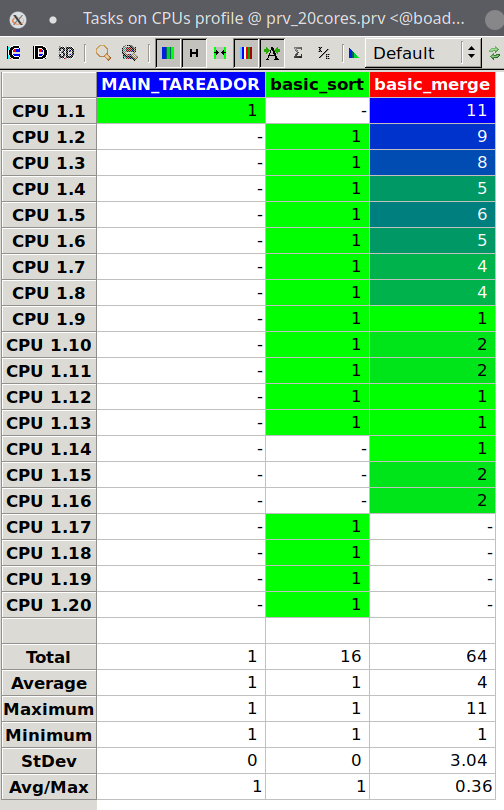 Tasks on CPUs profile @ prv_20cores.prv <@boad...
3D Σ Default
MAIN_TAREADOR basic_sort basic_merge
CPU 1.1 1 - 11
CPU 1.2 - 1 9
CPU 1.3 - 1 8
CPU 1.4 - 1 5
CPU 1.5 - 1 6
CPU 1.6 - 1 5
CPU 1.7 - 1 4
CPU 1.8 - 1 4
CPU 1.9 - 1 1
CPU 1.10 - 1 2
CPU 1.11 - 1 2
CPU 1.12 - 1 1
CPU 1.13 - 1 1
CPU 1.14 - - 1
CPU 1.15 - - 2
CPU 1.16 - - 2
CPU 1.17 - 1 -
CPU 1.18 - 1 -
CPU 1.19 - 1 -
CPU 1.20 - 1 -
Total 1 16 64
Average 1 1 4
Maximum 1 1 11
Minimum 1 1 1
StDev 0 0 3.04
Avg/Max 1 1 0.36